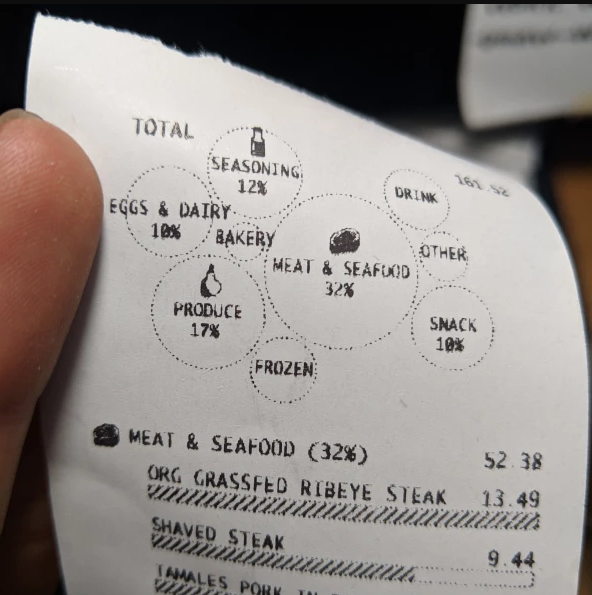 TOTAL 161.52
SEASONING
12%
DRINK
EGGS & DAIRY
10%
BAKERY
OTHER
MEAT & SEAFOOD
32%
PRODUCE
17%
SNACK
10%
FROZEN
MEAT & SEAFOOD (32%) 52.38
ORG GRASSFED RIBEYE STEAK 13.49
SHAVED STEAK 9.44
TAMALES PORK IN